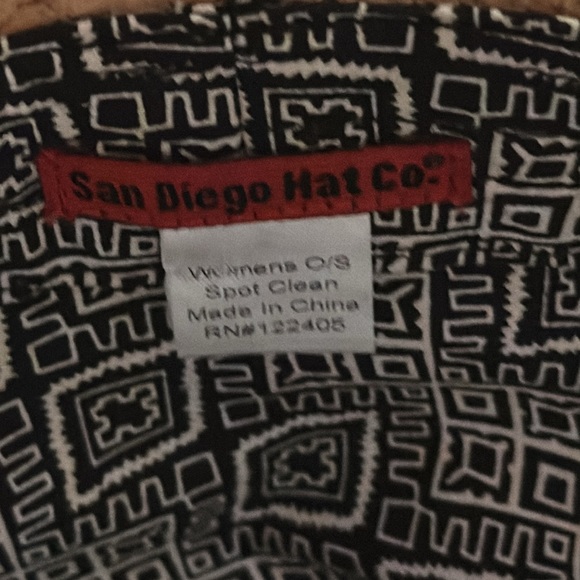 San Diego Hat Co.®
Womens O/S
Spot Clean
Made In China
RN#122405